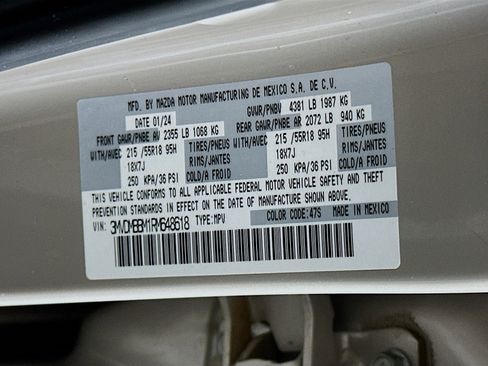 MFD. BY MAZDA MOTOR MANUFACTURING DE MEXICO S.A. DE C.V.
DATE 01/24 GVWR/PNBV 4381 LB 1987 KG
FRONT GAWR/PNBE AV 2355 LB 1068 KG REAR GAWR/PNBE AR 2072 LB 940 KG
WITH/AVEC 215 /55R18 95H TIRES/PNEUS WITH/AVEC 215 /55R18 95H TIRES/PNEUS
18X7J RIMS/JANTES 18X7J RIMS/JANTES
250 KPA/36 PSI COLD/A FROID 250 KPA/36 PSI COLD/A FROID
THIS VEHICLE CONFORMS TO ALL APPLICABLE FEDERAL MOTOR VEHICLE SAFETY AND THEFT
PREVENTION STANDARDS IN EFFECT ON THE DATE OF MANUFACTURE SHOWN ABOVE.
VIN: 3MVDMBBM1RM648618 TYPE:MPV COLOR CODE:47S MADE IN MEXICO